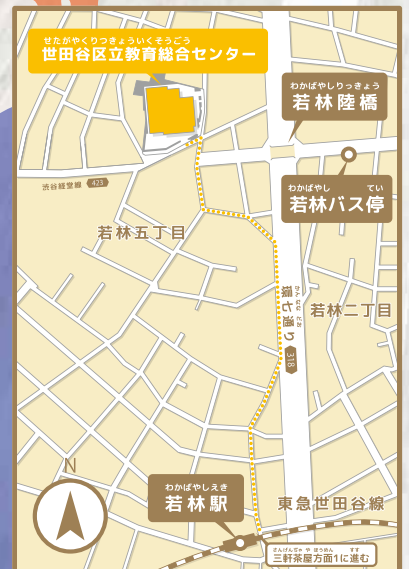 せたがやくりつきょういくそうごう
世田谷区立教育総合センター
わかばやしりっきょう
若林陸橋
渋谷経堂線 423
わかばやし てい
若林バス停
若林五丁目
かんなな どお
環七通り 318
若林二丁目
N
わかばやしえき
若林駅
東急世田谷線
さんげんぢゃ や ほうめん すす
三軒茶屋方面1に進む